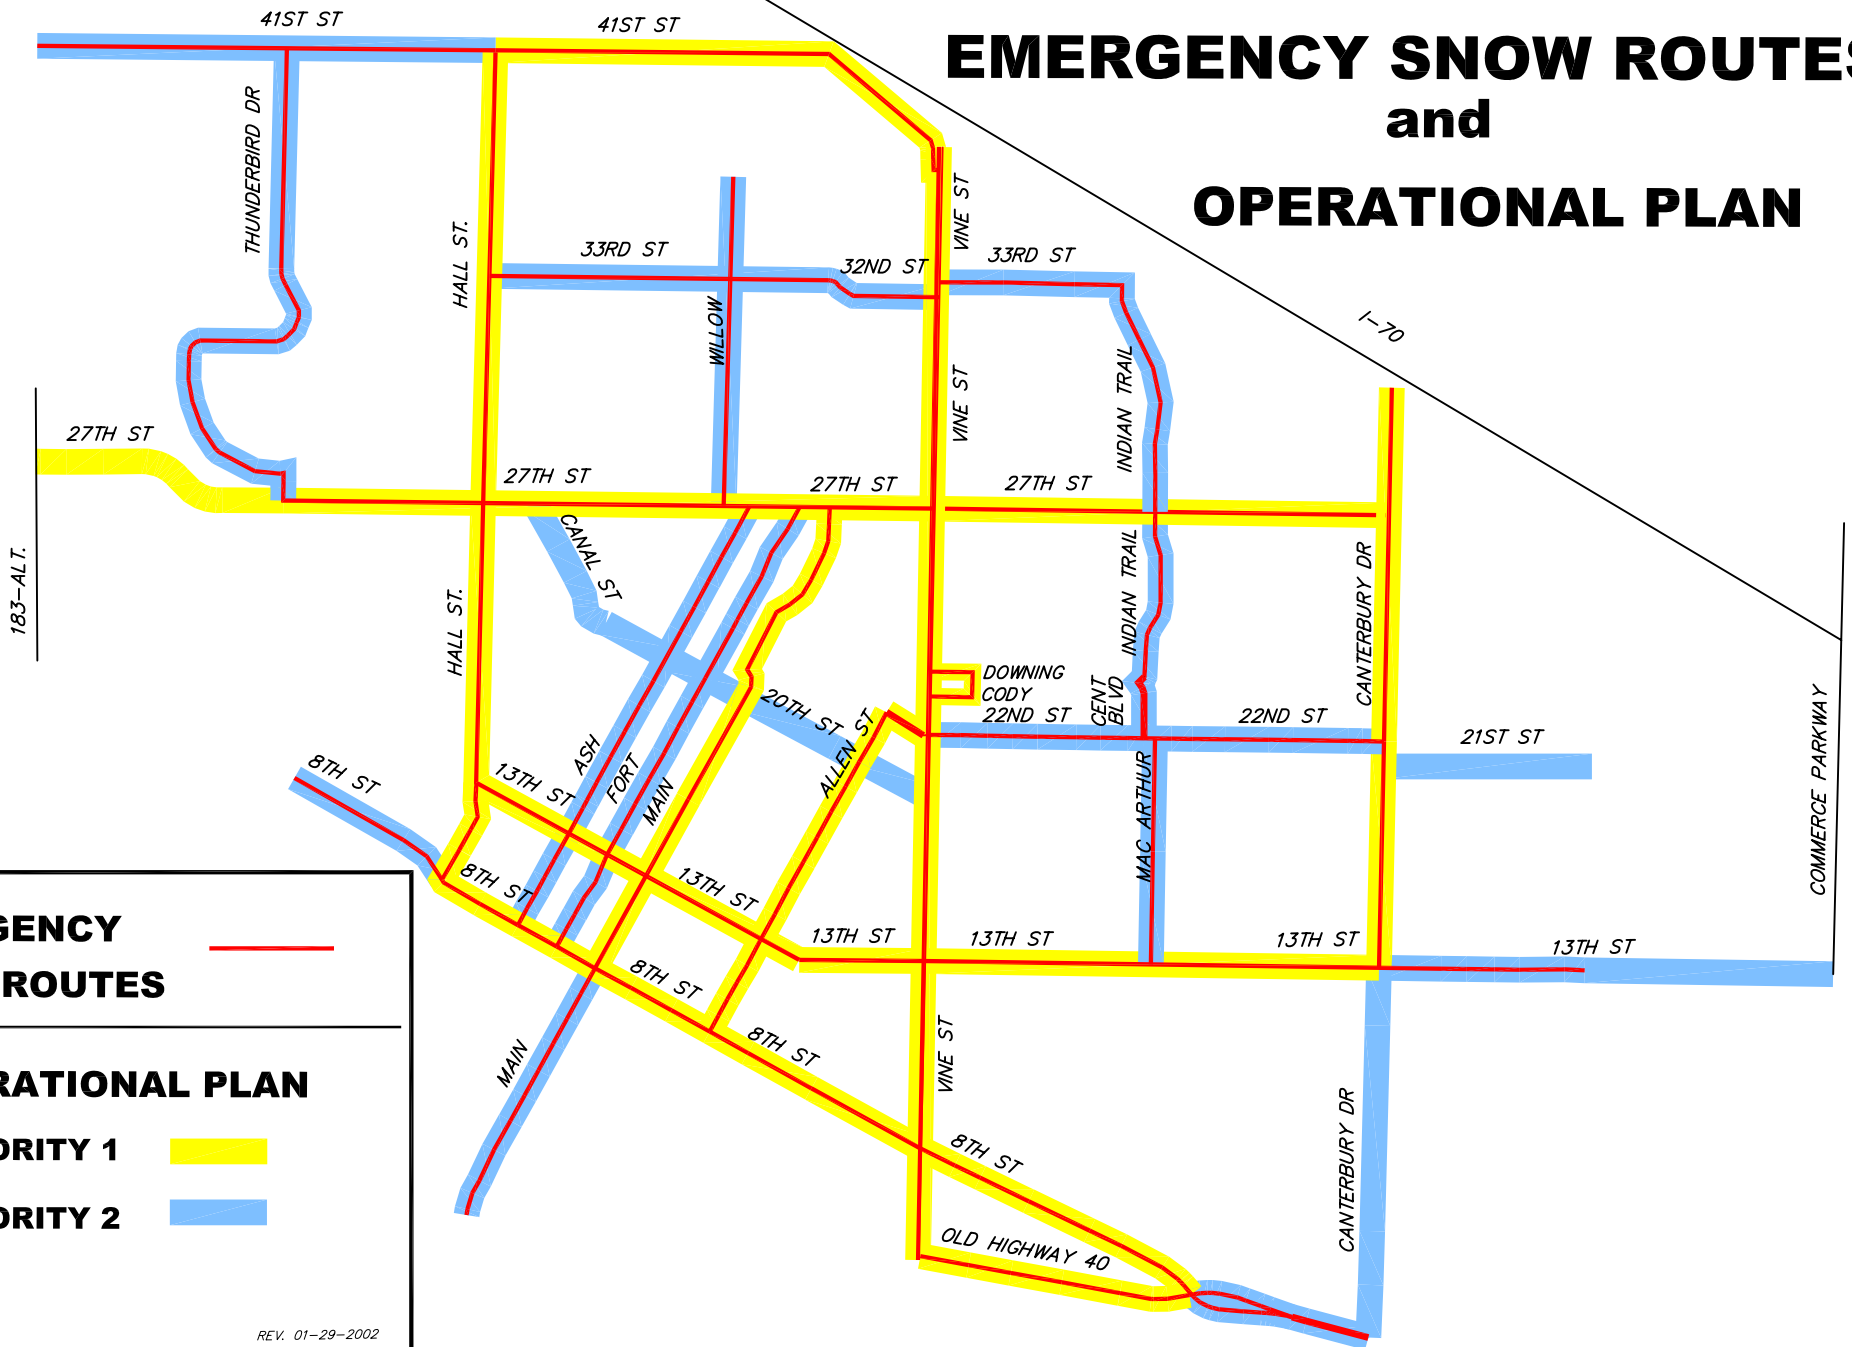 41ST ST
41ST ST
EMERGENCY SNOW ROUTES
and
OPERATIONAL PLAN
THUNDERBIRD DR
HALL ST.
VINE ST
33RD ST
32ND ST
33RD ST
WILLOW
I-70
VINE ST
INDIAN TRAIL
27TH ST
27TH ST
27TH ST
27TH ST
183-ALT.
CANAL ST
HALL ST.
INDIAN TRAIL
CANTERBURY DR
DOWNING
CODY
CENT
BLVD
20TH ST
22ND ST
22ND ST
21ST ST
COMMERCE PARKWAY
8TH ST
13TH ST
ASH
FORT
MAIN
ALLEN ST
MAC ARTHUR
8TH ST
13TH ST
13TH ST
13TH ST
13TH ST
13TH ST
8TH ST
8TH ST
MAIN
VINE ST
8TH ST
CANTERBURY DR
OLD HIGHWAY 40
GENCY
ROUTES
RATIONAL PLAN
ORITY 1
ORITY 2
REV. 01-29-2002